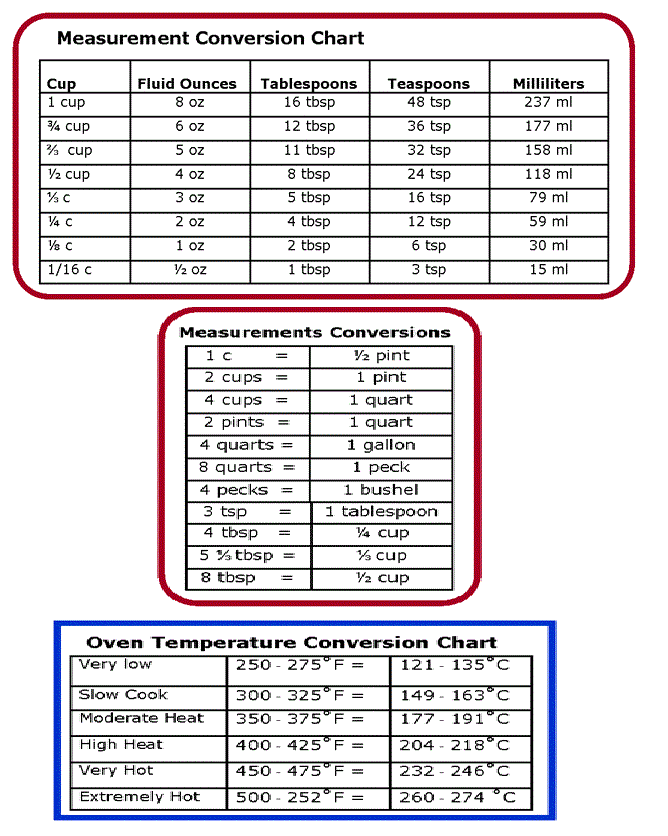 Measurement Conversion Chart
Cup Fluid Ounces Tablespoons Teaspoons Milliliters
1 cup 8 oz 16 tbsp 48 tsp 237 ml
¾ cup 6 oz 12 tbsp 36 tsp 177 ml
⅔ cup 5 oz 11 tbsp 32 tsp 158 ml
½ cup 4 oz 8 tbsp 24 tsp 118 ml
⅓ c 3 oz 5 tbsp 16 tsp 79 ml
¼ c 2 oz 4 tbsp 12 tsp 59 ml
⅛ c 1 oz 2 tbsp 6 tsp 30 ml
1/16 c ½ oz 1 tbsp 3 tsp 15 ml
Measurements Conversions
1 c = ½ pint
2 cups = 1 pint
4 cups = 1 quart
2 pints = 1 quart
4 quarts = 1 gallon
8 quarts = 1 peck
4 pecks = 1 bushel
3 tsp = 1 tablespoon
4 tbsp = ¼ cup
5 ⅓ tbsp = ⅓ cup
8 tbsp = ½ cup
Oven Temperature Conversion Chart
Very low 250 - 275°F = 121 - 135°C
Slow Cook 300 - 325°F = 149 - 163°C
Moderate Heat 350 - 375°F = 177 - 191°C
High Heat 400 - 425°F = 204 - 218°C
Very Hot 450 - 475°F = 232 - 246°C
Extremely Hot 500 - 252°F = 260 - 274 °C